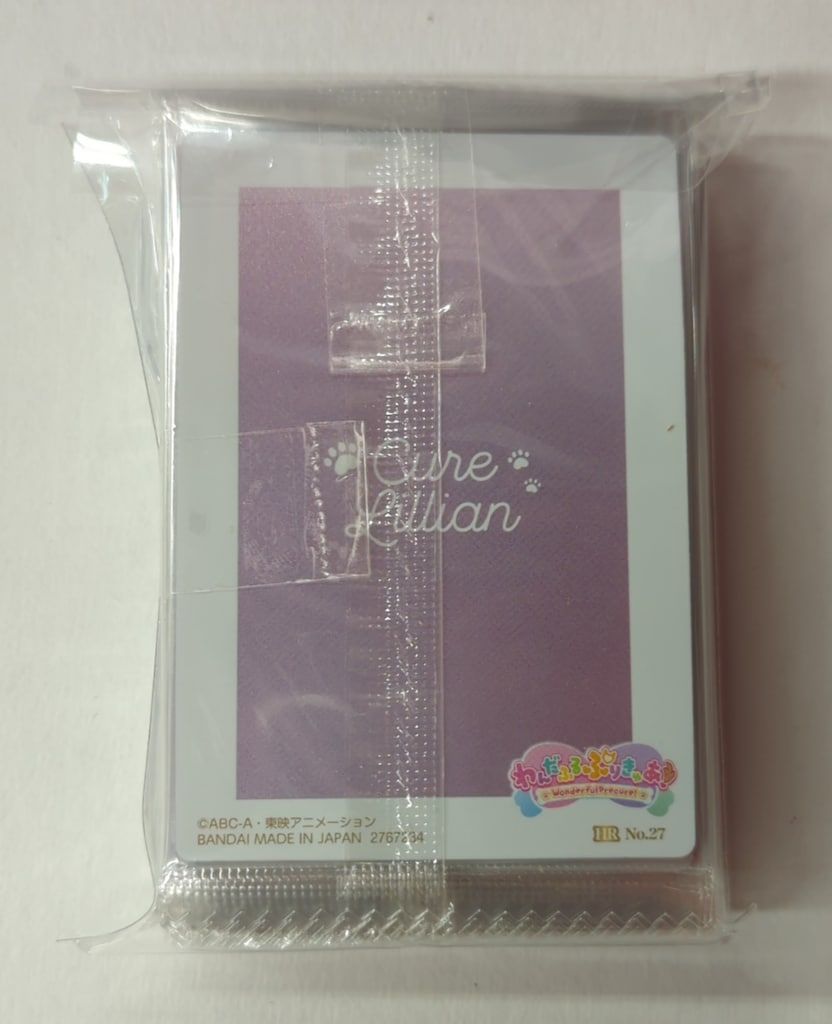 Cure
Lillian
わんだふるぷりきゅあ!
Wonderful Precure!
©ABC-A・東映アニメーション
BANDAI MADE IN JAPAN 2767234
HR No.27